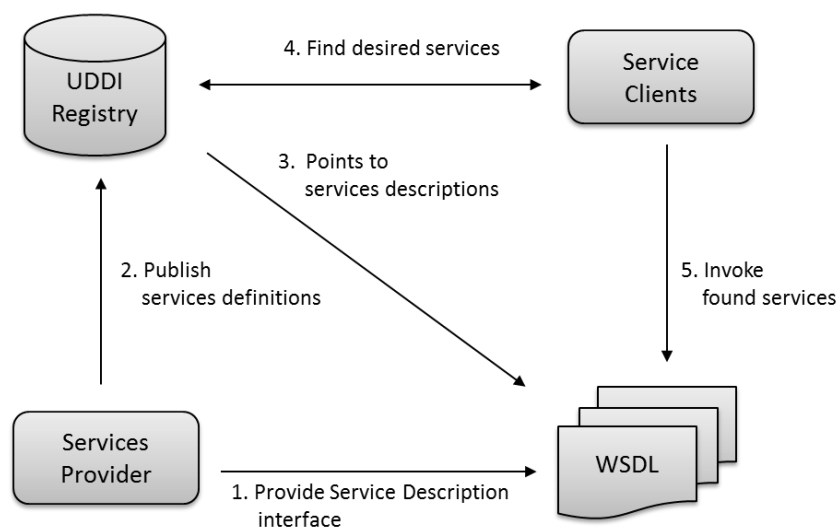 UDDI
Registry
4. Find desired services
Service
Clients
3. Points to
services descriptions
2. Publish
services definitions
5. Invoke
found services
Services
Provider
WSDL
1. Provide Service Description
interface